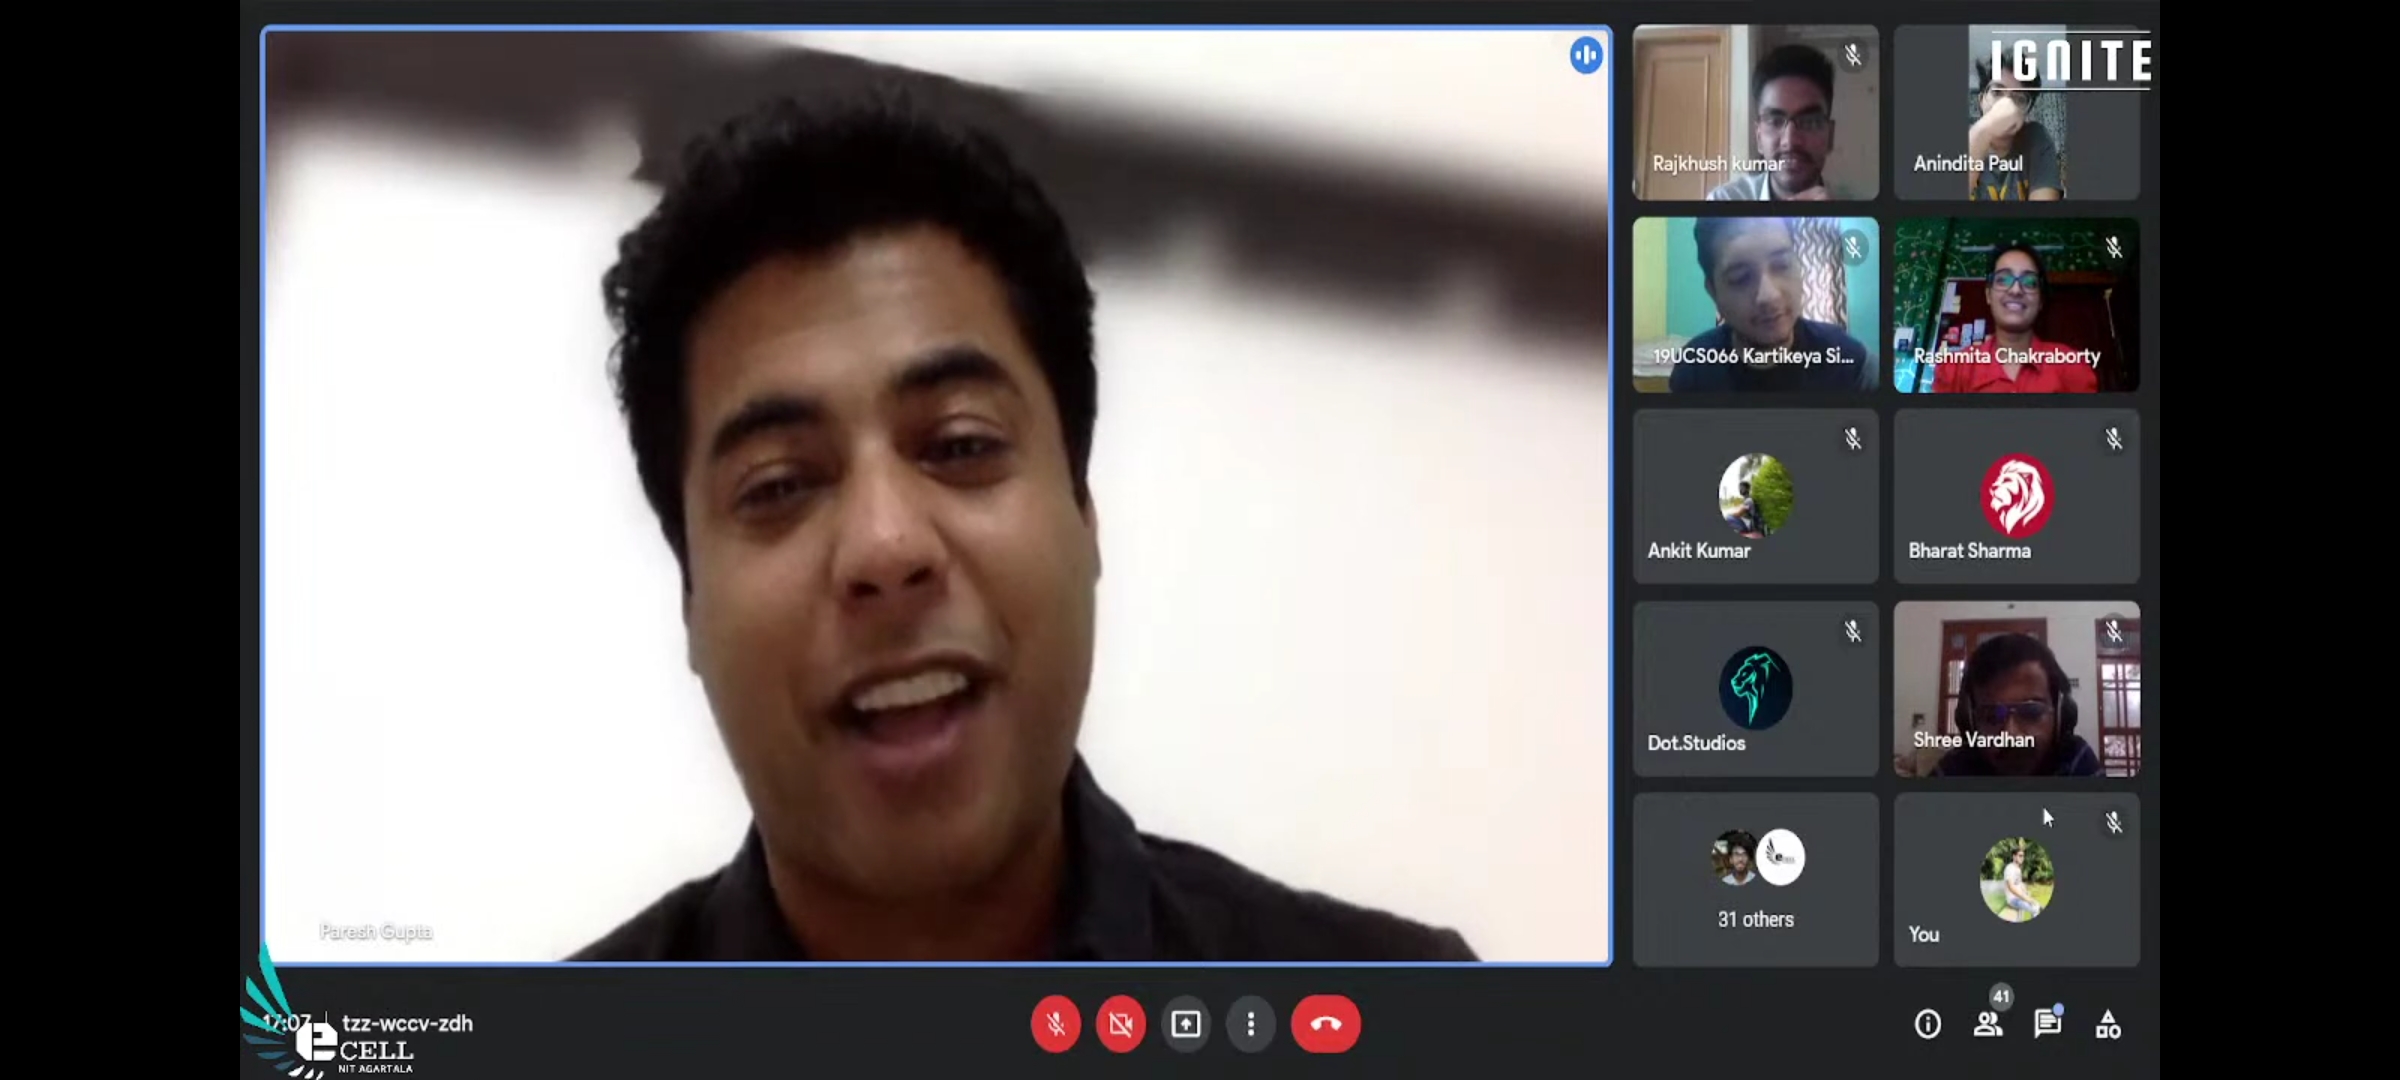 IGNITE
Rajkhush kumar
Anindita Paul
19UCS066 Kartikeya Si...
Rashmita Chakraborty
Ankit Kumar
Bharat Sharma
Dot.Studios
Shree Vardhan
31 others
You
Paresh Gupta
17:07 | tzz-wccv-zdh
41
e CELL
NIT AGARTALA